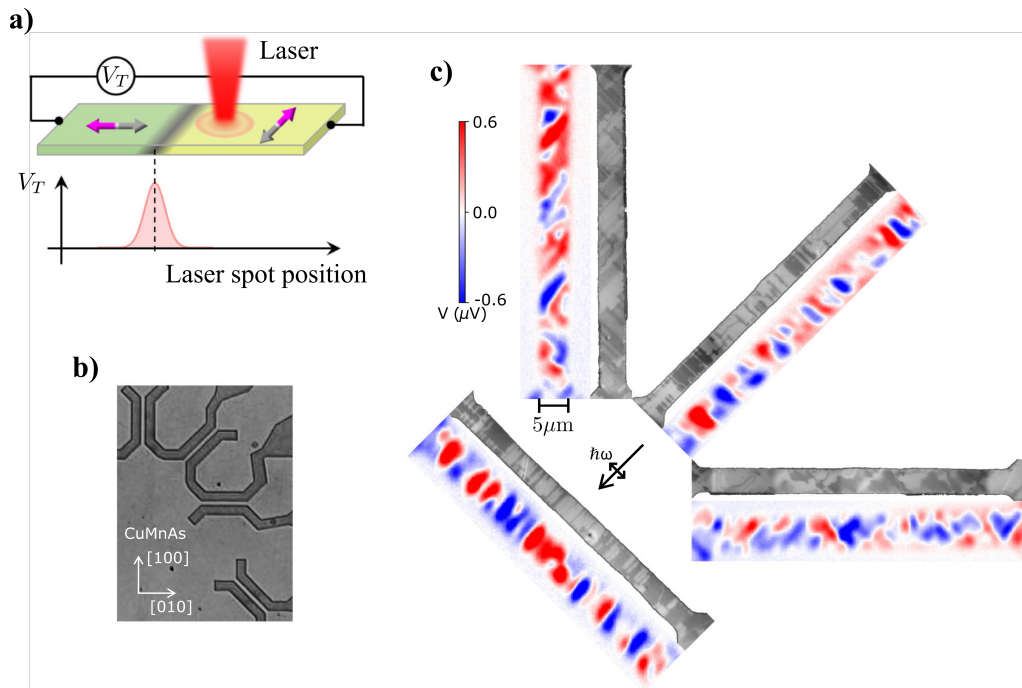 a)
Laser
V_T
V_T
Laser spot position
b)
CuMnAs
[100]
[010]
c)
0.6
0.0
-0.6
V (μV)
5μm
ħω